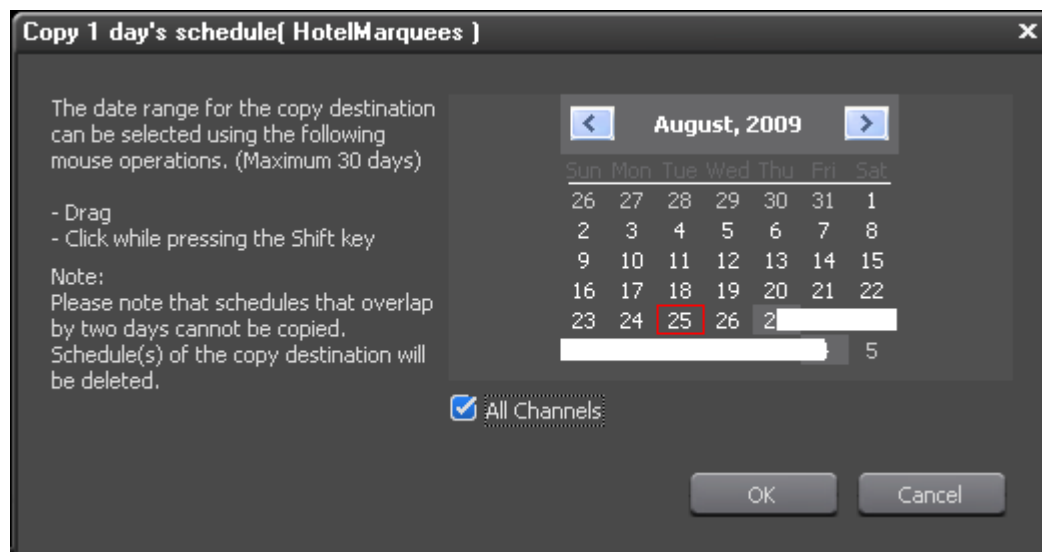 Copy 1 day's schedule( HotelMarquees )
The date range for the copy destination
can be selected using the following
mouse operations. (Maximum 30 days)
- Drag
- Click while pressing the Shift key
Note:
Please note that schedules that overlap
by two days cannot be copied.
Schedule(s) of the copy destination will
be deleted.
August, 2009
Sun Mon Tue Wed Thu Fri Sat
26 27 28 29 30 31 1
2 3 4 5 6 7 8
9 10 11 12 13 14 15
16 17 18 19 20 21 22
23 24 25 26
5
All Channels
OK Cancel